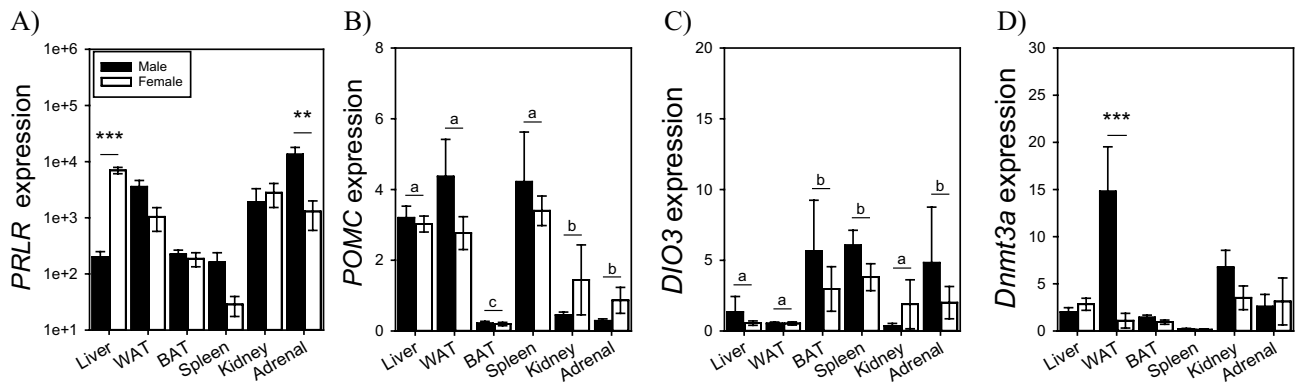 A)
PRLR expression
1e+6
1e+5
1e+4
1e+3
1e+2
1e+1
Male
Female
***
**
Liver
WAT
BAT
Spleen
Kidney
Adrenal
B)
POMC expression
8
6
4
2
0
a
a
c
a
b
b
Liver
WAT
BAT
Spleen
Kidney
Adrenal
C)
DIO3 expression
20
15
10
5
0
a
a
b
b
a
b
Liver
WAT
BAT
Spleen
Kidney
Adrenal
D)
Dnmt3a expression
30
25
20
15
10
5
0
***
Liver
WAT
BAT
Spleen
Kidney
Adrenal